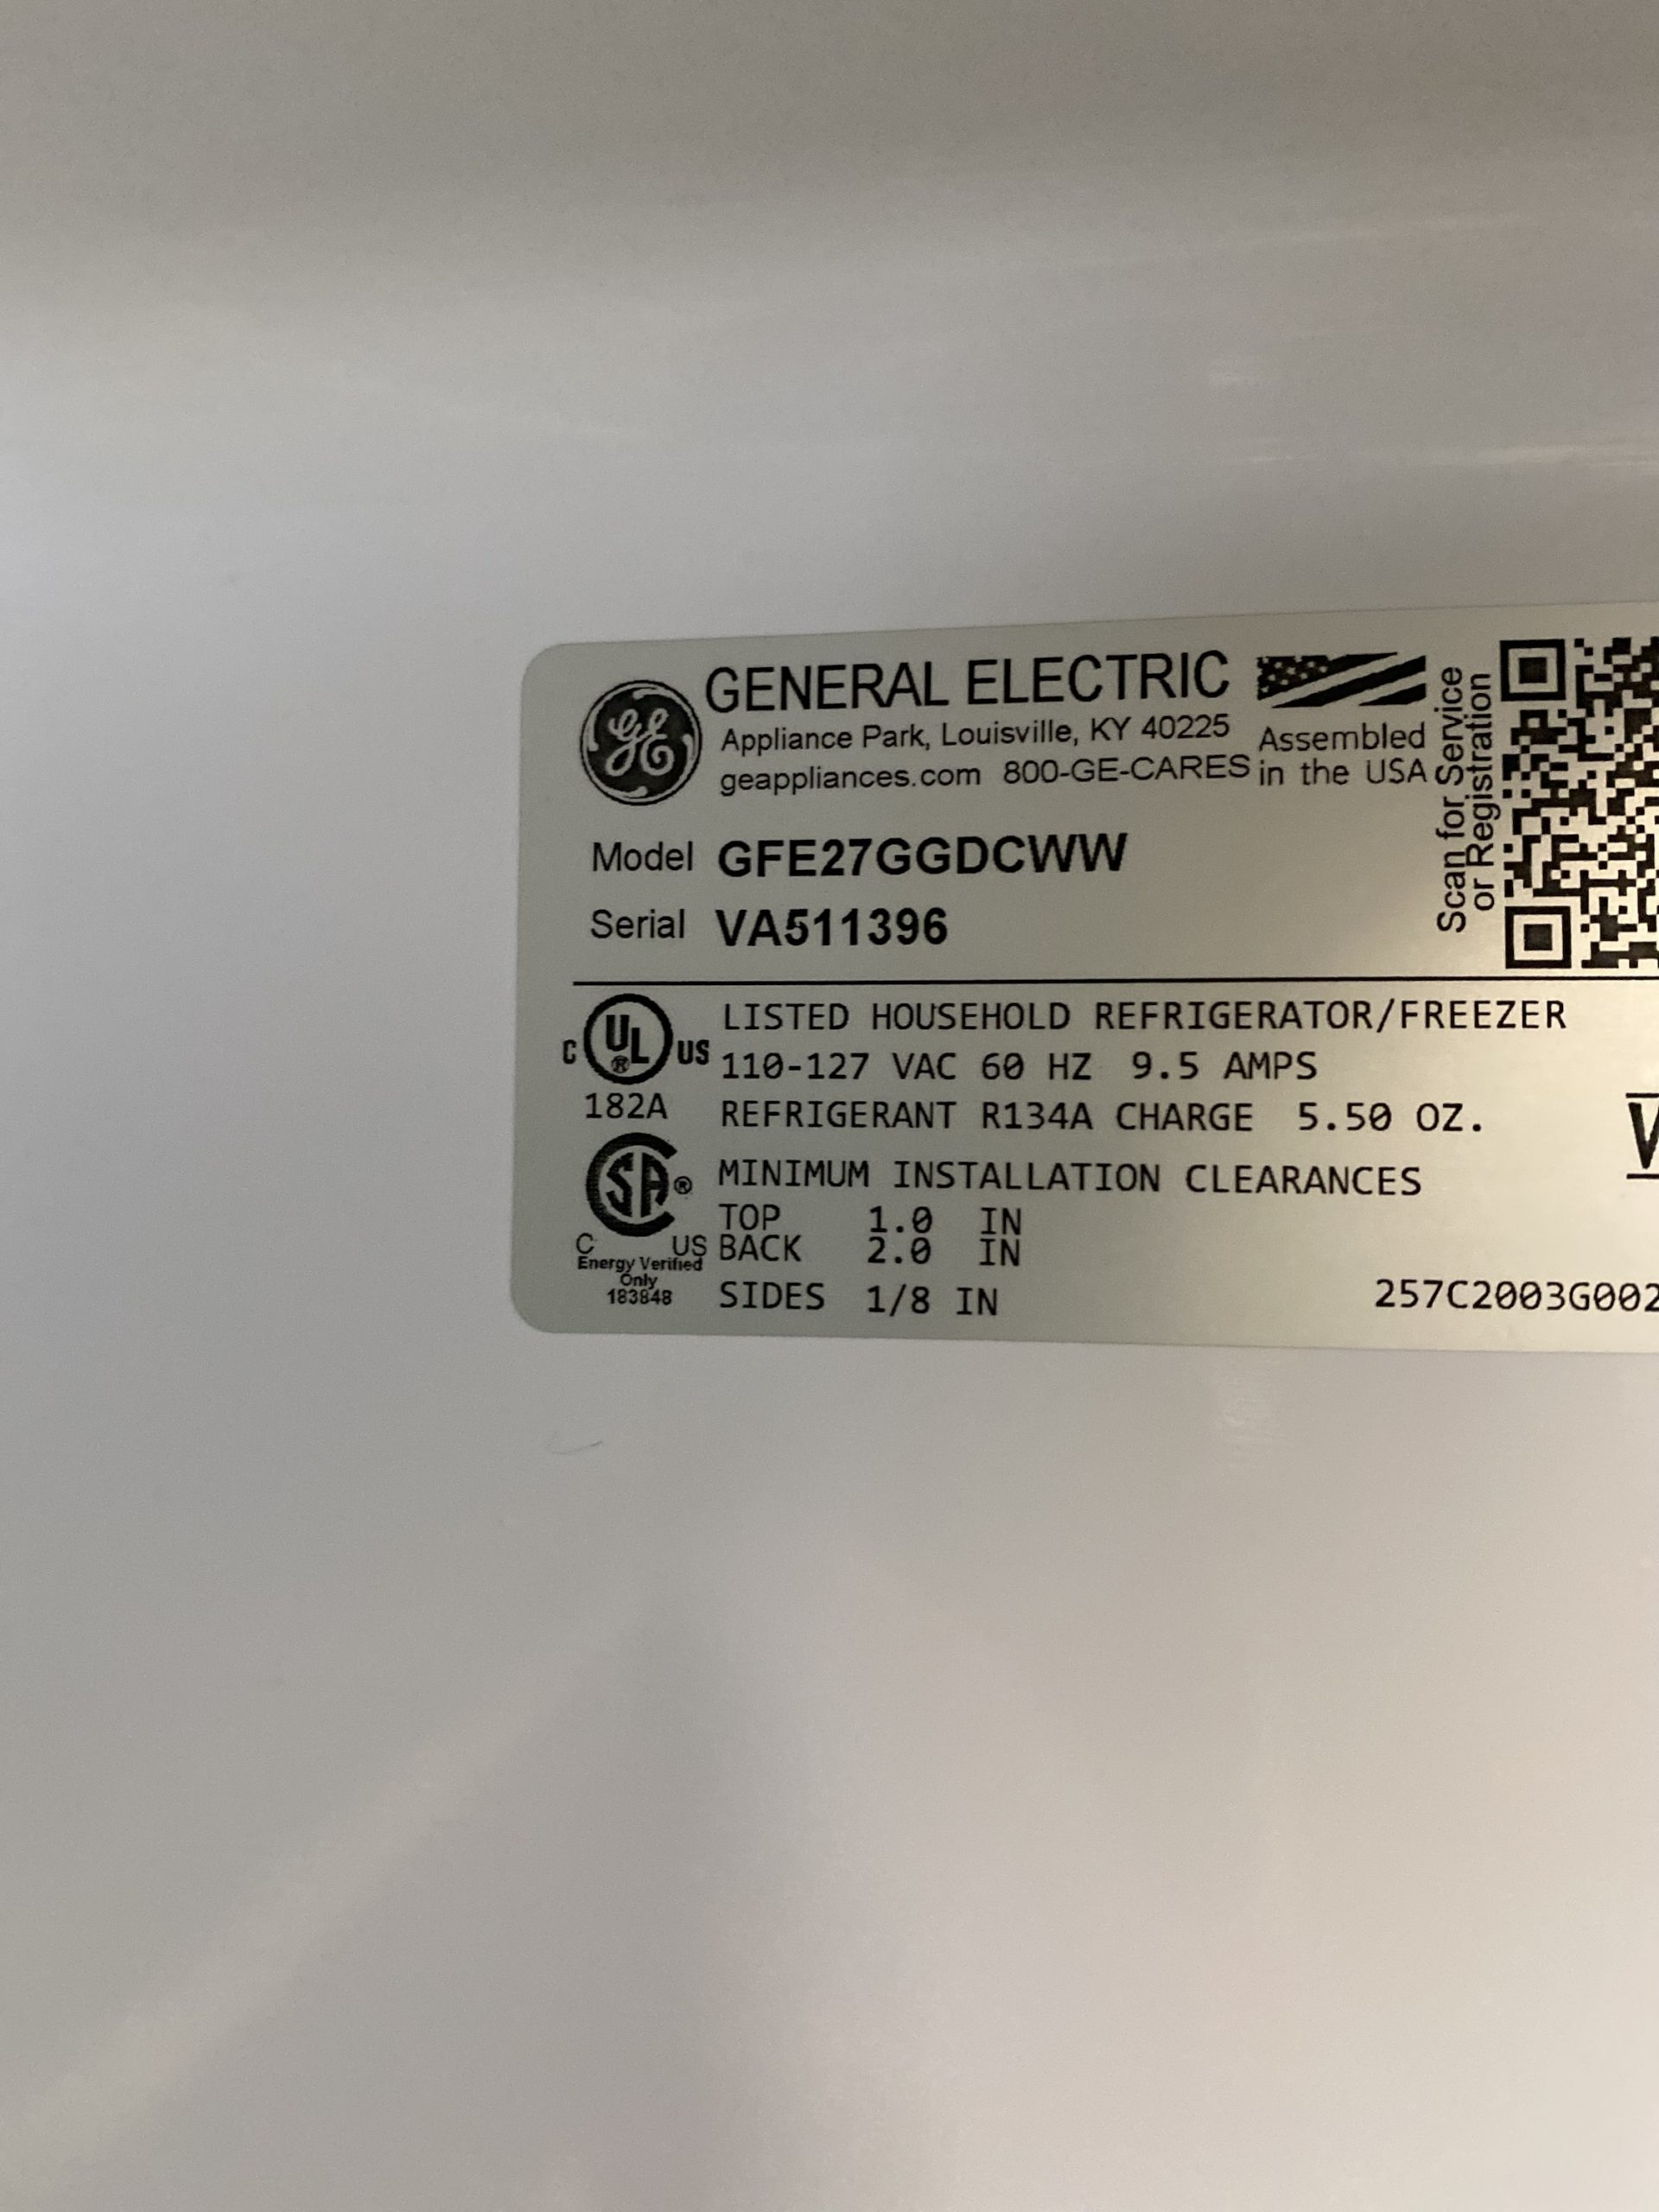 GE
GENERAL ELECTRIC
Appliance Park, Louisville, KY 40225
geappliances.com 800-GE-CARES
Assembled
in the USA
Scan for Service
or Registration
Model GFE27GGDCWW
Serial VA511396
C UL® US
182A
LISTED HOUSEHOLD REFRIGERATOR/FREEZER
110-127 VAC 60 HZ 9.5 AMPS
REFRIGERANT R134A CHARGE 5.50 OZ.
SA®
C US
Energy Verified
Only
183848
MINIMUM INSTALLATION CLEARANCES
TOP 1.0 IN
BACK 2.0 IN
SIDES 1/8 IN
257C2003G002